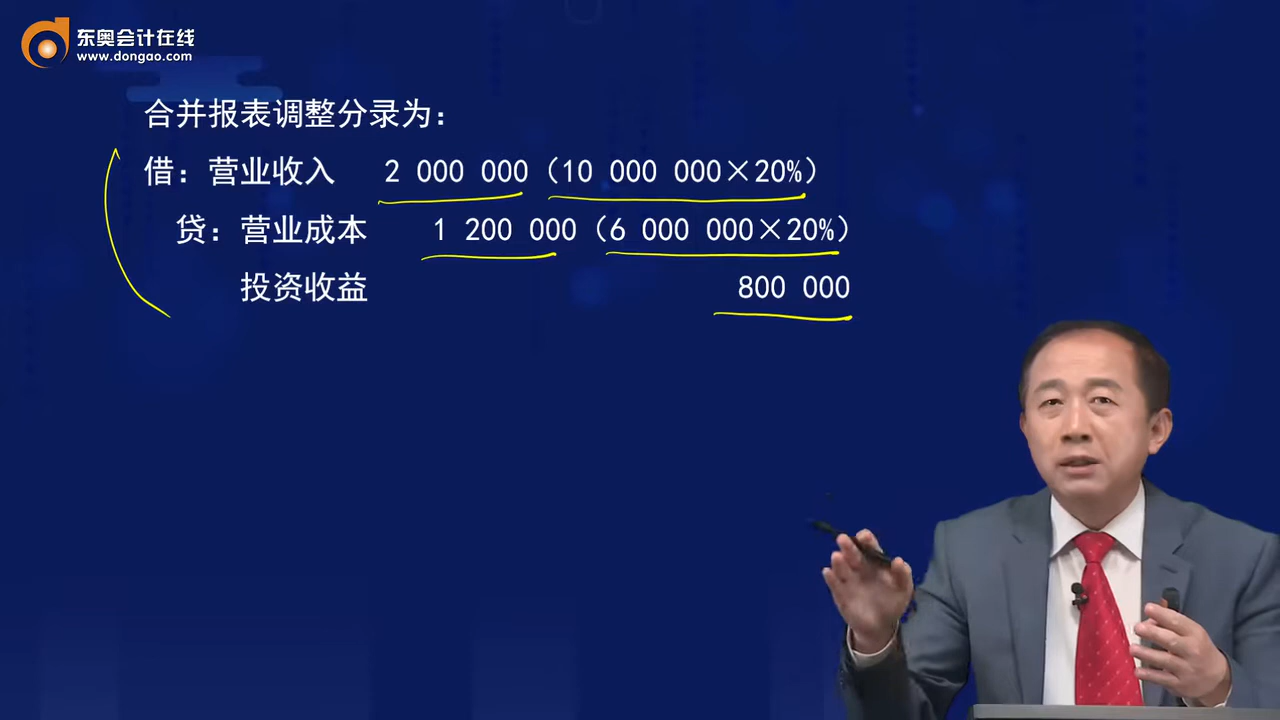 东奥会计在线
www.dongao.com
合并报表调整分录为：
借：营业收入 2 000 000（10 000 000×20%）
贷：营业成本 1 200 000（6 000 000×20%）
投资收益 800 000